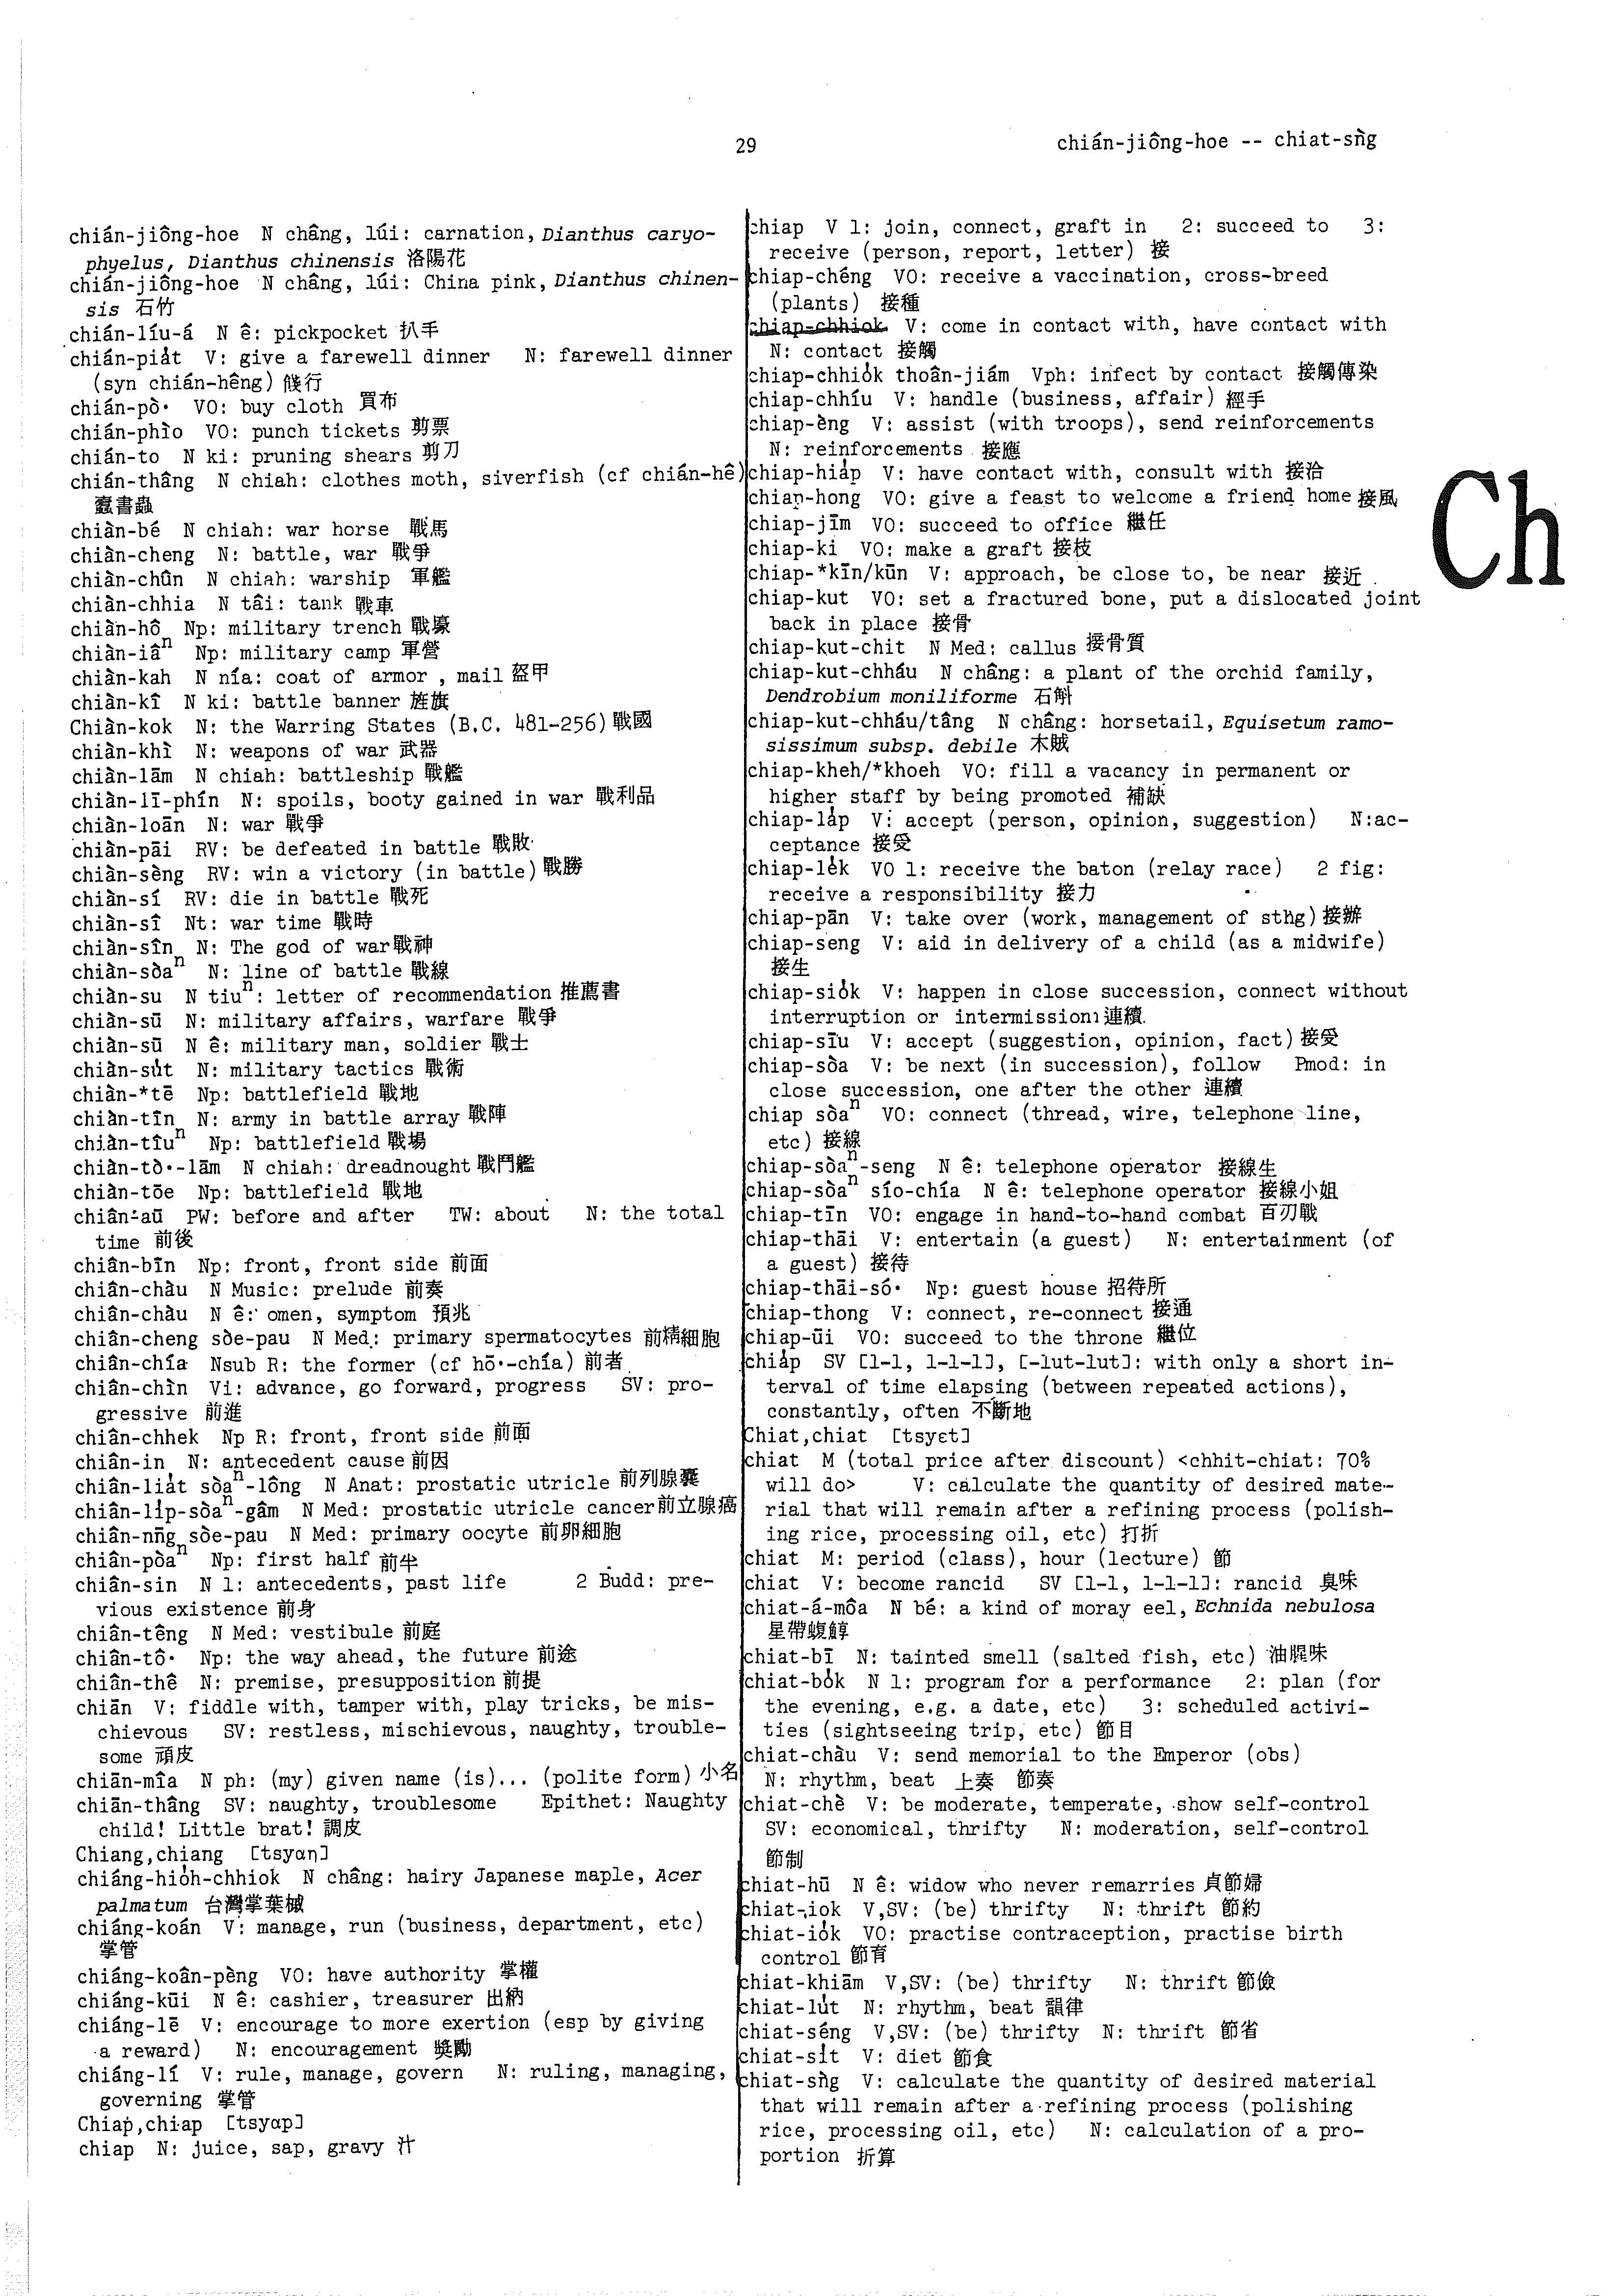 29
chián-jiông-hoe -- chiat-sǹg
chián-jiông-hoe N châng, lúi: carnation, Dianthus caryo-
phyelus, Dianthus chinensis 洛陽花
chián-jiông-hoe N châng, lúi: China pink, Dianthus chinen-
sis 石竹
chián-líu-á N ê: pickpocket 扒手
chián-pia̍t V: give a farewell dinner N: farewell dinner
(syn chián-hêng) 餞行
chián-pò· VO: buy cloth 買布
chián-phìo VO: punch tickets 剪票
chián-to N ki: pruning shears 剪刀
chián-thâng N chiah: clothes moth, siverfish (cf chián-hê)
蠹書蟲
chiàn-bé N chiah: war horse 戰馬
chiàn-cheng N: battle, war 戰爭
chiàn-chûn N chiah: warship 軍艦
chiàn-chhia N tâi: tank 戰車
chiàn-hô Np: military trench 戰壕
chiàn-iâⁿ Np: military camp 軍營
chiàn-kah N nía: coat of armor , mail 盔甲
chiàn-kî N ki: battle banner 旌旗
Chiàn-kok N: the Warring States (B.C. 481-256) 戰國
chiàn-khì N: weapons of war 武器
chiàn-lām N chiah: battleship 戰艦
chiàn-lī-phín N: spoils, booty gained in war 戰利品
chiàn-loān N: war 戰爭
chiàn-pāi RV: be defeated in battle 戰敗
chiàn-sèng RV: win a victory (in battle) 戰勝
chiàn-sí RV: die in battle 戰死
chiàn-sî Nt: war time 戰時
chiàn-sîn N: The god of war 戰神
chiàn-sòaⁿ N: line of battle 戰線
chiàn-su N tiuⁿ: letter of recommendation 推薦書
chiàn-sū N: military affairs, warfare 戰爭
chiàn-sū N ê: military man, soldier 戰士
chiàn-su̍t N: military tactics 戰術
chiàn-*tē Np: battlefield 戰地
chiàn-tīn N: army in battle array 戰陣
chiàn-tîuⁿ Np: battlefield 戰場
chiàn-tò·-lām N chiah: dreadnought 戰鬥艦
chiàn-tōe Np: battlefield 戰地
chiân-aū PW: before and after TW: about N: the total
time 前後
chiân-bīn Np: front, front side 前面
chiân-chàu N Music: prelude 前奏
chiân-chàu N ê: omen, symptom 預兆
chiân-cheng sòe-pau N Med: primary spermatocytes 前精細胞
chiân-chía Nsub R: the former (cf hō·-chía) 前者
chiân-chìn Vi: advance, go forward, progress SV: pro-
gressive 前進
chiân-chhek Np R: front, front side 前面
chiân-in N: antecedent cause 前因
chiân-lia̍t sòaⁿ-lông N Anat: prostatic utricle 前列腺囊
chiân-li̍p-sòaⁿ-gâm N Med: prostatic utricle cancer 前立腺癌
chiân-nn̄g sòe-pau N Med: primary oocyte 前卵細胞
chiân-pòaⁿ Np: first half 前半
chiân-sin N 1: antecedents, past life 2 Budd: pre-
vious existence 前身
chiân-têng N Med: vestibule 前庭
chiân-tô· Np: the way ahead, the future 前途
chiân-thê N: premise, presupposition 前提
chiān V: fiddle with, tamper with, play tricks, be mis-
chievous SV: restless, mischievous, naughty, trouble-
some 頑皮
chiān-mîa N ph: (my) given name (is)... (polite form) 小名
chiān-thâng SV: naughty, troublesome Epithet: Naughty
child! Little brat! 調皮
Chiang,chiang [tsyɑŋ]
chiáng-hio̍h-chhiok N châng: hairy Japanese maple, Acer
palmatum 台灣掌葉槭
chiáng-koán V: manage, run (business, department, etc)
掌管
chiáng-koân-pèng VO: have authority 掌權
chiáng-kūi N ê: cashier, treasurer 出納
chiáng-lē V: encourage to more exertion (esp by giving
a reward) N: encouragement 獎勵
chiáng-lí V: rule, manage, govern N: ruling, managing,
governing 掌管
Chiap,chiap [tsyɑp]
chiap N: juice, sap, gravy 汁
chiap V 1: join, connect, graft in 2: succeed to 3:
receive (person, report, letter) 接
chiap-chéng VO: receive a vaccination, cross-breed
(plants) 接種
chiap-chhiok V: come in contact with, have contact with
N: contact 接觸
chiap-chhio̍k thoân-jiám Vph: infect by contact 接觸傳染
chiap-chhíu V: handle (business, affair) 經手
chiap-èng V: assist (with troops), send reinforcements
N: reinforcements 接應
chiap-hia̍p V: have contact with, consult with 接洽
chiap-hong VO: give a feast to welcome a friend home 接風
chiap-jīm VO: succeed to office 繼任
chiap-ki VO: make a graft 接枝
chiap-*kīn/kūn V: approach, be close to, be near 接近
chiap-kut VO: set a fractured bone, put a dislocated joint
back in place 接骨
chiap-kut-chit N Med: callus 接骨質
chiap-kut-chháu N châng: a plant of the orchid family,
Dendrobium moniliforme 石斛
chiap-kut-chháu/tâng N châng: horsetail, Equisetum ramo-
sissimum subsp. debile 木賊
chiap-kheh/*khoeh VO: fill a vacancy in permanent or
higher staff by being promoted 補缺
chiap-la̍p V: accept (person, opinion, suggestion) N:ac-
ceptance 接受
chiap-le̍k VO 1: receive the baton (relay race) 2 fig:
receive a responsibility 接力
chiap-pān V: take over (work, management of sthg) 接辦
chiap-seng V: aid in delivery of a child (as a midwife)
接生
chiap-sio̍k V: happen in close succession, connect without
interruption or intermission 連續
chiap-sīu V: accept (suggestion, opinion, fact) 接受
chiap-sòa V: be next (in succession), follow Pmod: in
close succession, one after the other 連續
chiap sòaⁿ VO: connect (thread, wire, telephone line,
etc) 接線
chiap-sòaⁿ-seng N ê: telephone operator 接線生
chiap-sòaⁿ sío-chía N ê: telephone operator 接線小姐
chiap-tīn VO: engage in hand-to-hand combat 百刃戰
chiap-thāi V: entertain (a guest) N: entertainment (of
a guest) 接待
chiap-thāi-só· Np: guest house 招待所
chiap-thong V: connect, re-connect 接通
chiap-ūi VO: succeed to the throne 繼位
chia̍p SV [1-1, 1-1-1], [-lut-lut]: with only a short in-
terval of time elapsing (between repeated actions),
constantly, often 不斷地
Chiat,chiat [tsyɛt]
chiat M (total price after discount) <chhit-chiat: 70%
will do> V: calculate the quantity of desired mate-
rial that will remain after a refining process (polish-
ing rice, processing oil, etc) 打折
chiat M: period (class), hour (lecture) 節
chiat V: become rancid SV [1-1, 1-1-1]: rancid 臭味
chiat-á-môa N bé: a kind of moray eel, Echnida nebulosa
星帶蝮鯙
chiat-bī N: tainted smell (salted fish, etc) 油腥味
chiat-bo̍k N 1: program for a performance 2: plan (for
the evening, e.g. a date, etc) 3: scheduled activi-
ties (sightseeing trip, etc) 節目
chiat-chàu V: send memorial to the Emperor (obs)
N: rhythm, beat 上奏 節奏
chiat-chè V: be moderate, temperate, show self-control
SV: economical, thrifty N: moderation, self-control
節制
chiat-hū N ê: widow who never remarries 貞節婦
chiat-iok V,SV: (be) thrifty N: thrift 節約
chiat-io̍k VO: practise contraception, practise birth
control 節育
chiat-khiām V,SV: (be) thrifty N: thrift 節儉
chiat-lu̍t N: rhythm, beat 韻律
chiat-séng V,SV: (be) thrifty N: thrift 節省
chiat-si̍t V: diet 節食
chiat-sǹg V: calculate the quantity of desired material
that will remain after a refining process (polishing
rice, processing oil, etc) N: calculation of a pro-
portion 折算
Ch